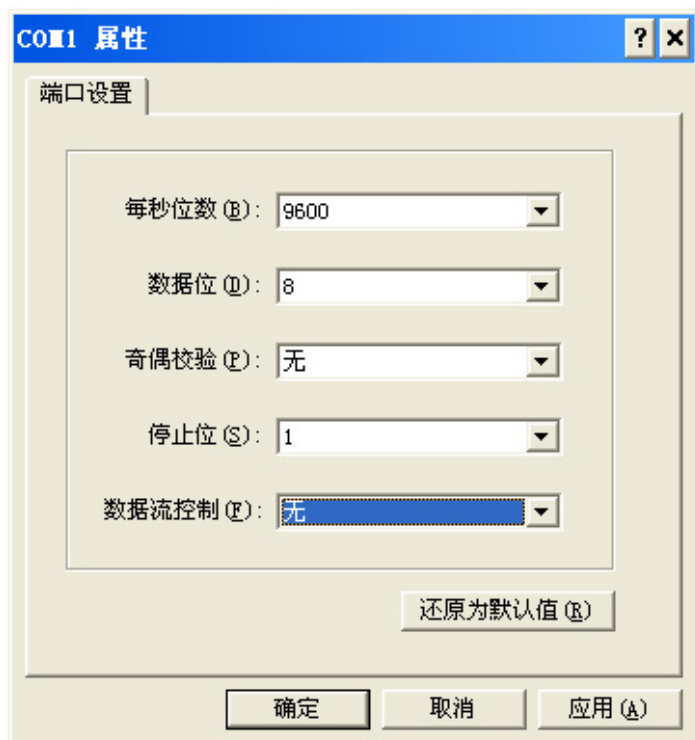 COM1 属性
端口设置
每秒位数(B): 9600
数据位(D): 8
奇偶校验(P): 无
停止位(S): 1
数据流控制(F): 无
还原为默认值(R)
确定 取消 应用(A)